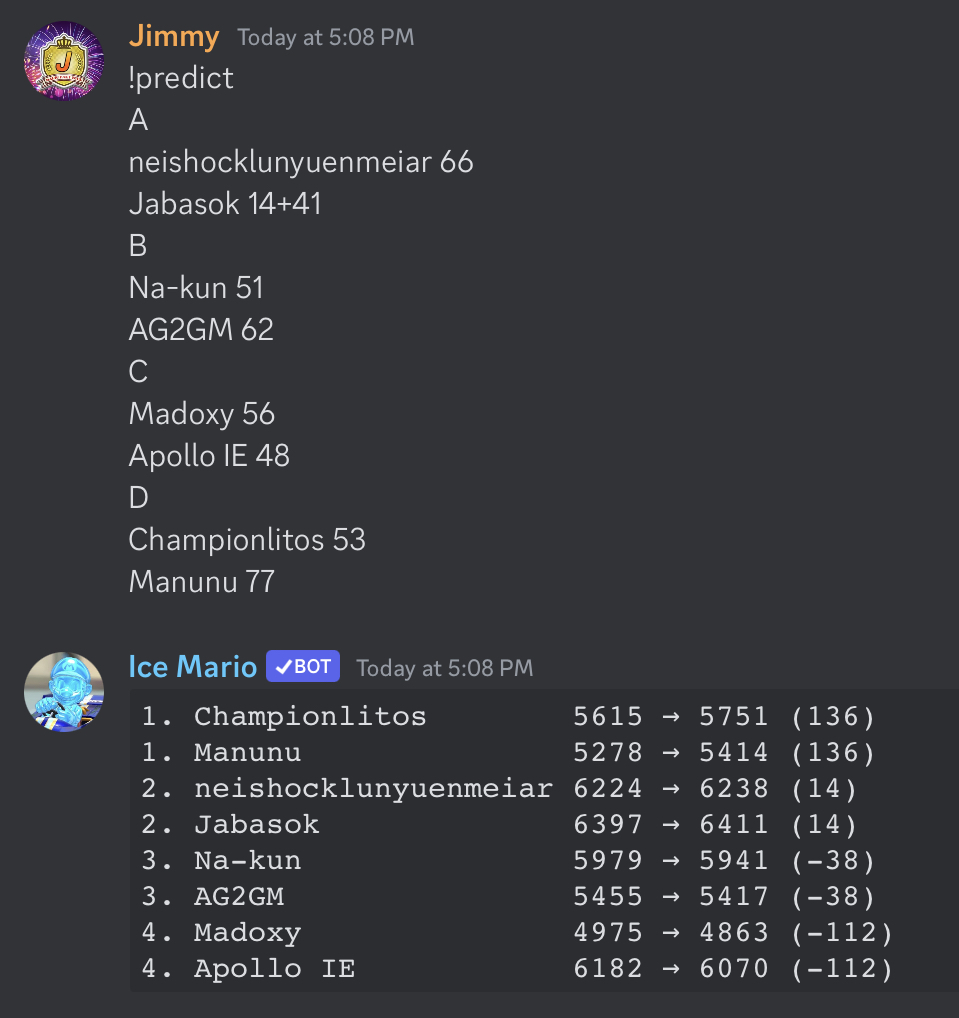 Jimmy Today at 5:08 PM
!predict
A
neishocklunyuenmeiar 66
Jabasok 14+41
B
Na-kun 51
AG2GM 62
C
Madoxy 56
Apollo IE 48
D
Championlitos 53
Manunu 77
Ice Mario ✓BOT Today at 5:08 PM
1. Championlitos 5615 → 5751 (136)
1. Manunu 5278 → 5414 (136)
2. neishocklunyuenmeiar 6224 → 6238 (14)
2. Jabasok 6397 → 6411 (14)
3. Na-kun 5979 → 5941 (-38)
3. AG2GM 5455 → 5417 (-38)
4. Madoxy 4975 → 4863 (-112)
4. Apollo IE 6182 → 6070 (-112)